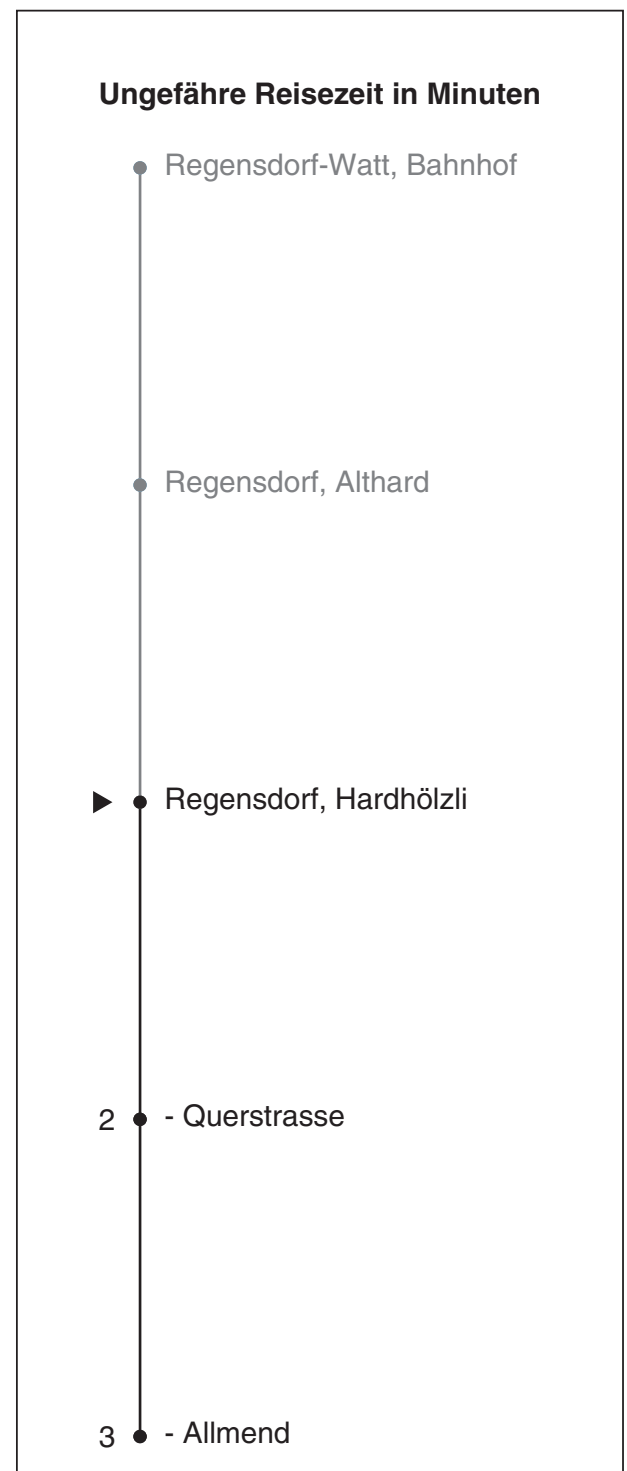 Ungefähre Reisezeit in Minuten
Regensdorf-Watt, Bahnhof
Regensdorf, Althard
Regensdorf, Hardhölzli
2 - Querstrasse
3 - Allmend